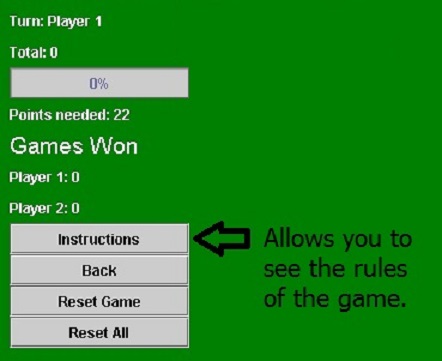 Turn: Player 1
Total: 0
0%
Points needed: 22
Games Won
Player 1: 0
Player 2: 0
Instructions
Back
Reset Game
Reset All
Allows you to
see the rules
of the game.